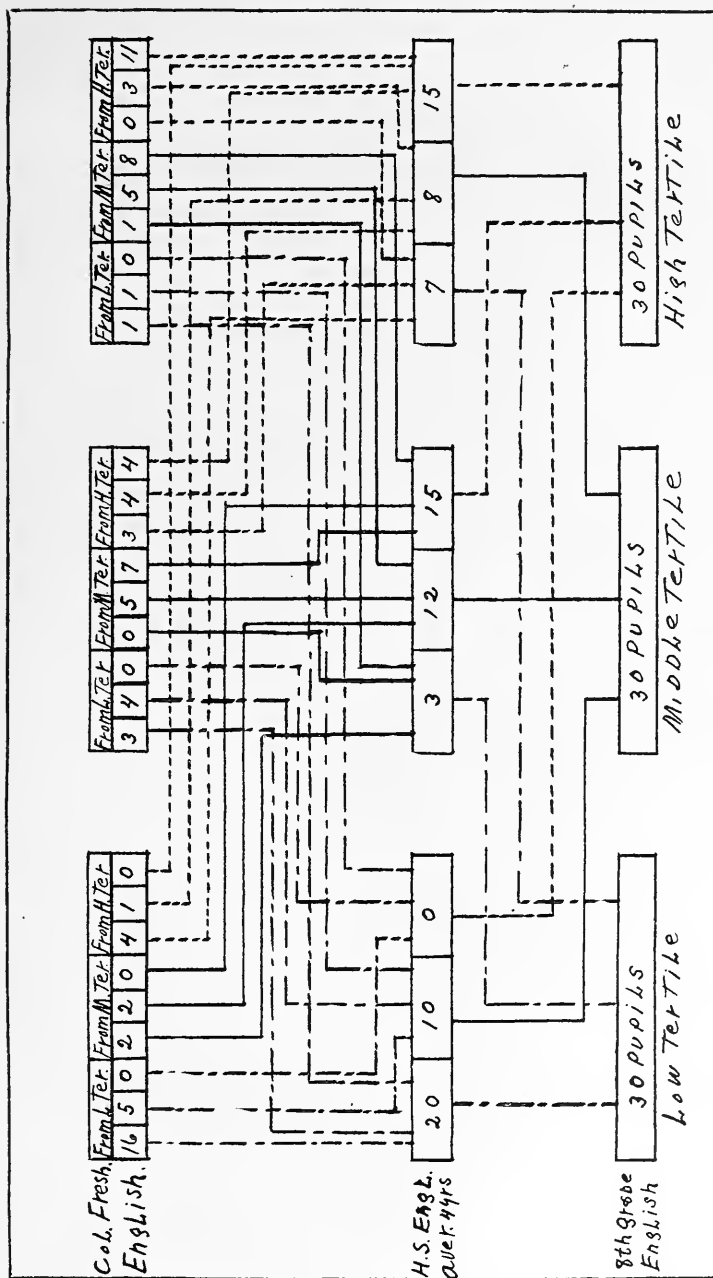 Col. Fresh. From L.Ter. From M.Ter. From H.Ter From L.Ter. From M.Ter. From H.Ter. From L.Ter From M.Ter. From H.Ter.
English. 16 5 0 2 2 0 4 1 0 3 4 0 0 5 7 3 4 4 1 1 0 1 5 8 0 3 11
H.S. Engl. 20 10 0 3 12 15 7 8 15
aver. 4yrs
8th grade 30 PUPILS 30 PUPILS 30 PUPILS
English
Low Tertile Middle Tertile High Tertile